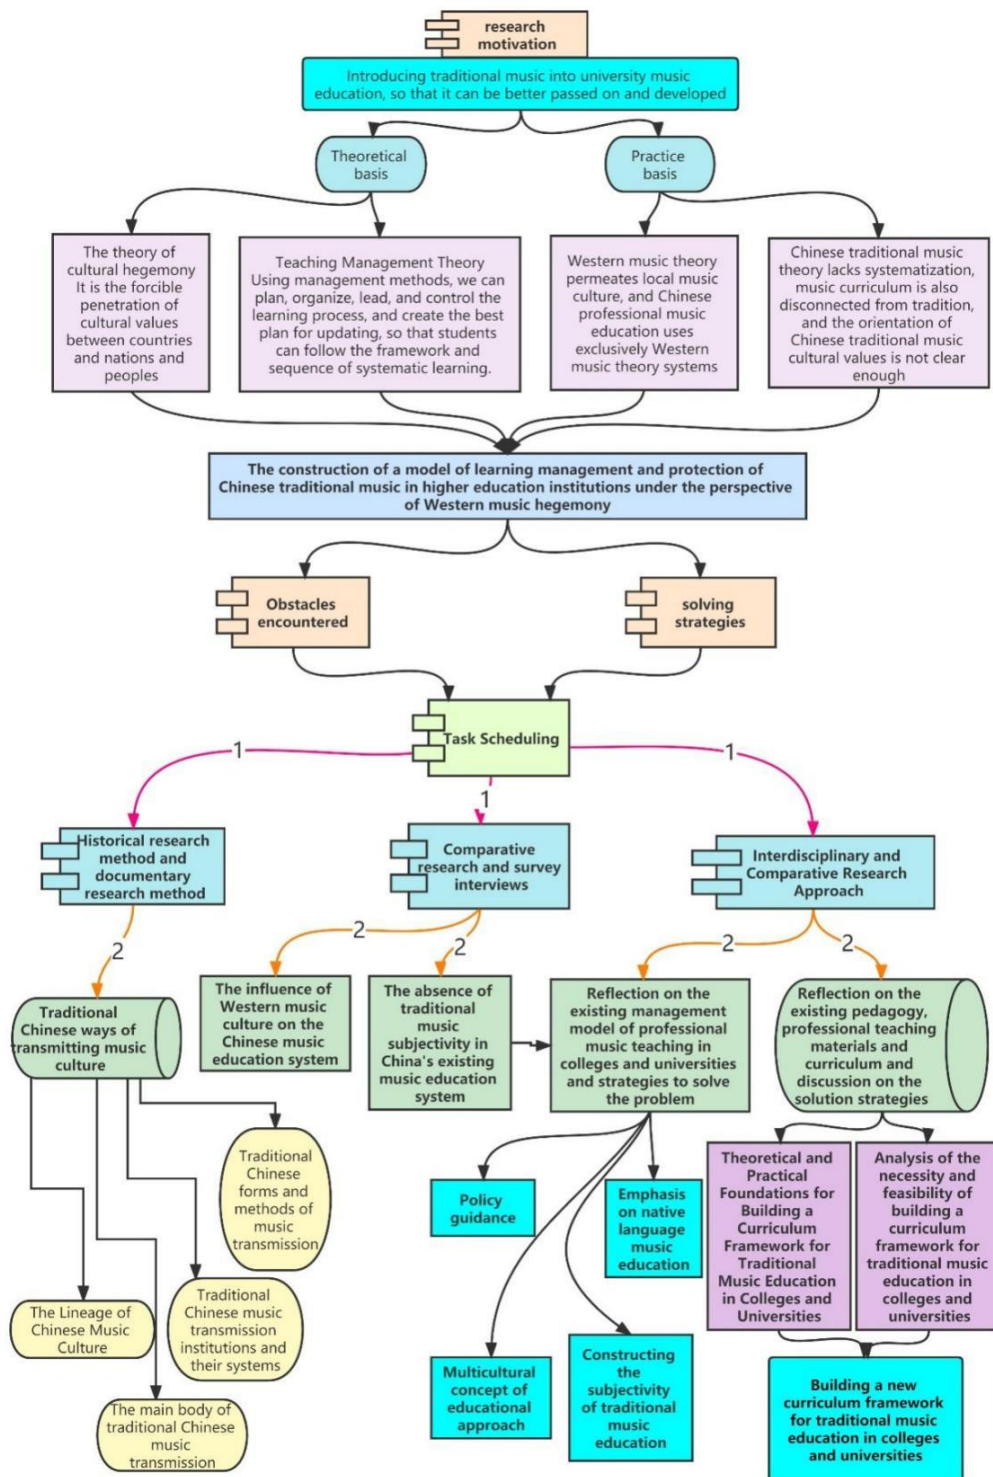 research
motivation
Introducing traditional music into university music
education, so that it can be better passed on and developed
Theoretical
basis
Practice
basis
The theory of
cultural hegemony
It is the forcible
penetration of
cultural values
between countries
and nations and
peoples
Teaching Management Theory
Using management methods, we can
plan, organize, lead, and control the
learning process, and create the best
plan for updating, so that students
can follow the framework and
sequence of systematic learning.
Western music theory
permeates local music
culture, and Chinese
professional music
education uses
exclusively Western
music theory systems
Chinese traditional music
theory lacks systematization,
music curriculum is also
disconnected from tradition,
and the orientation of
Chinese traditional music
cultural values is not clear
enough
The construction of a model of learning management and protection of
Chinese traditional music in higher education institutions under the perspective
of Western music hegemony
Obstacles
encountered
solving
strategies
Task Scheduling
1
1
1
Historical research
method and
documentary
research method
Comparative
research and survey
interviews
Interdisciplinary and
Comparative Research
Approach
2
2
2
2
2
Traditional
Chinese ways of
transmitting music
culture
The influence of
Western music
culture on the
Chinese music
education system
The absence of
traditional
music
subjectivity in
China's existing
music education
system
Reflection on the
existing management
model of professional
music teaching in
colleges and universities
and strategies to solve
the problem
Reflection on the
existing pedagogy,
professional teaching
materials and
curriculum and
discussion on the
solution strategies
Traditional
Chinese
forms and
methods of
music
transmission
Policy
guidance
Emphasis
on native
language
music
education
Theoretical and
Practical
Foundations for
Building a
Curriculum
Framework for
Traditional
Music Education
in Colleges and
Universities
Analysis of the
necessity and
feasibility of
building a
curriculum
framework for
traditional music
education in
colleges and
universities
The Lineage of
Chinese Music
Culture
Traditional
Chinese music
transmission
institutions and
their systems
The main body of
traditional Chinese
music
transmission
Multicultural
concept of
educational
approach
Constructing
the
subjectivity
of traditional
music
education
Building a new
curriculum framework
for traditional music
education in colleges
and universities